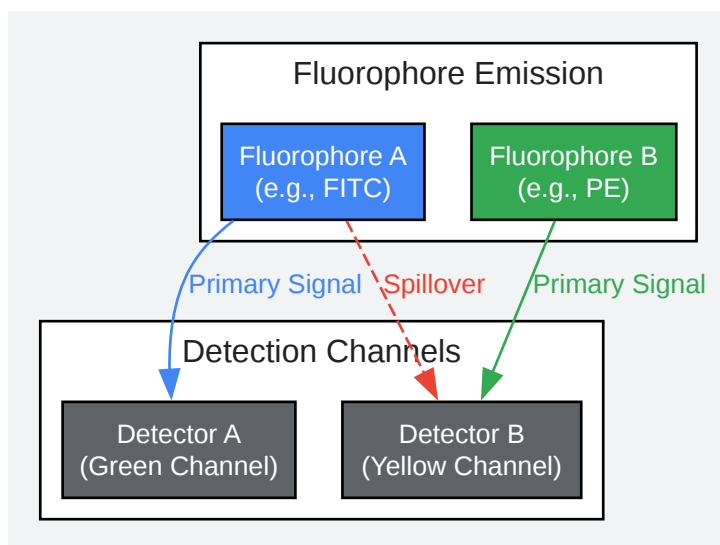 Fluorophore Emission
Fluorophore A
(e.g., FITC)
Fluorophore B
(e.g., PE)
Primary Signal
Spillover
Primary Signal
Detection Channels
Detector A
(Green Channel)
Detector B
(Yellow Channel)